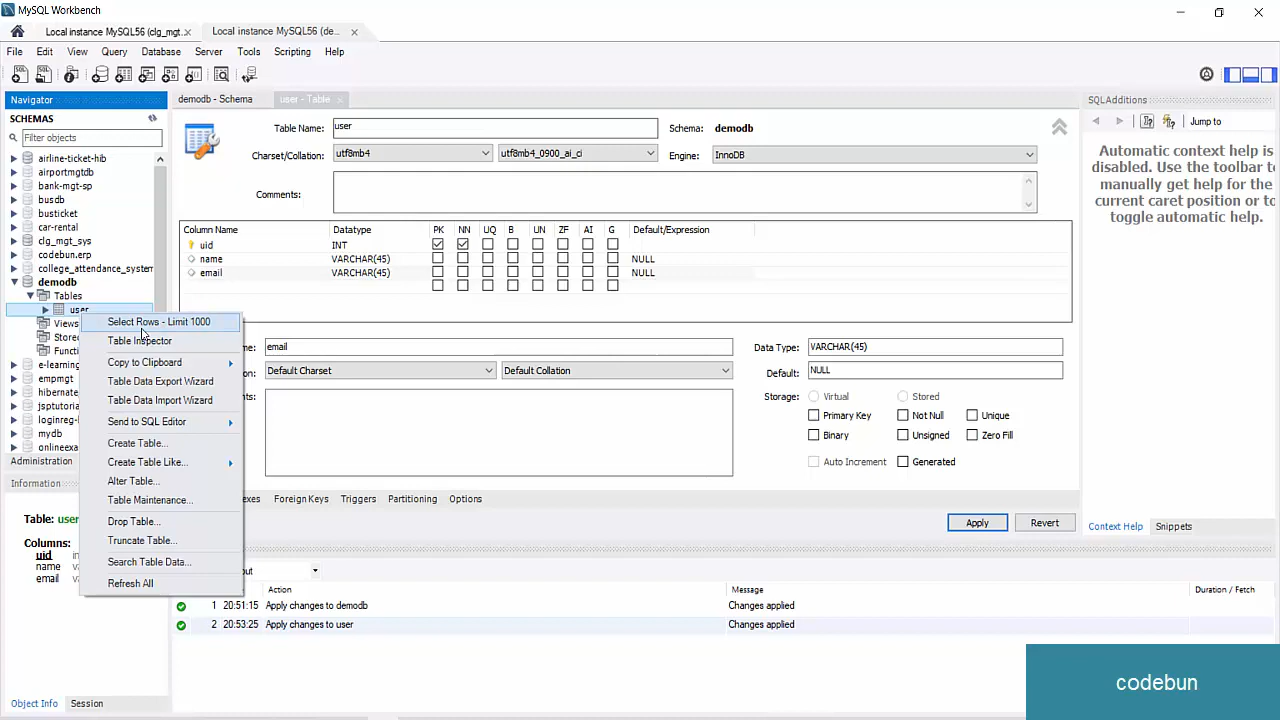 MySQL Workbench
Local instance MySQL56 (clg_mgt. Local instance MySQL56 (de...
File Edit View Query Database Server Tools Scripting Help
Navigator
SCHEMAS
Filter objects
airline-ticket-hib
airportmgtdb
bank-mgt-sp
busdb
busticket
car-rental
clg_mgt_sys
codebun.erp
college_attendance_system
demodb
Tables
user
Views
Store
Functi
e-learning
empmgt
hibernate
jsptutorial
loginreg-
mydb
onlineexa
Administration
Information
Table: user
Columns:
uid
name
email
Select Rows - Limit 1000
Table Inspector
Copy to Clipboard
Table Data Export Wizard
Table Data Import Wizard
Send to SQL Editor
Create Table...
Create Table Like...
Alter Table...
Table Maintenance...
Drop Table...
Truncate Table...
Search Table Data...
Refresh All
Object Info Session
demodb - Schema user - Table
Table Name: user Schema: demodb
Charset/Collation: utf8mb4 utf8mb4_0900_ai_ci Engine: InnoDB
Comments:
Column Name Datatype PK NN UQ B UN ZF AI G Default/Expression
uid INT
name VARCHAR(45) NULL
email VARCHAR(45) NULL
email Data Type: VARCHAR(45)
Default Charset Default Collation Default: NULL
Storage: Virtual Stored
Primary Key Not Null Unique
Binary Unsigned Zero Fill
Auto Increment Generated
Foreign Keys Triggers Partitioning Options
Apply Revert
Action Message Duration / Fetch
1 20:51:15 Apply changes to demodb Changes applied
2 20:53:25 Apply changes to user Changes applied
SQLAdditions
Jump to
Automatic context help is
disabled. Use the toolbar to
manually get help for the
current caret position or to
toggle automatic help.
Context Help Snippets
codebun